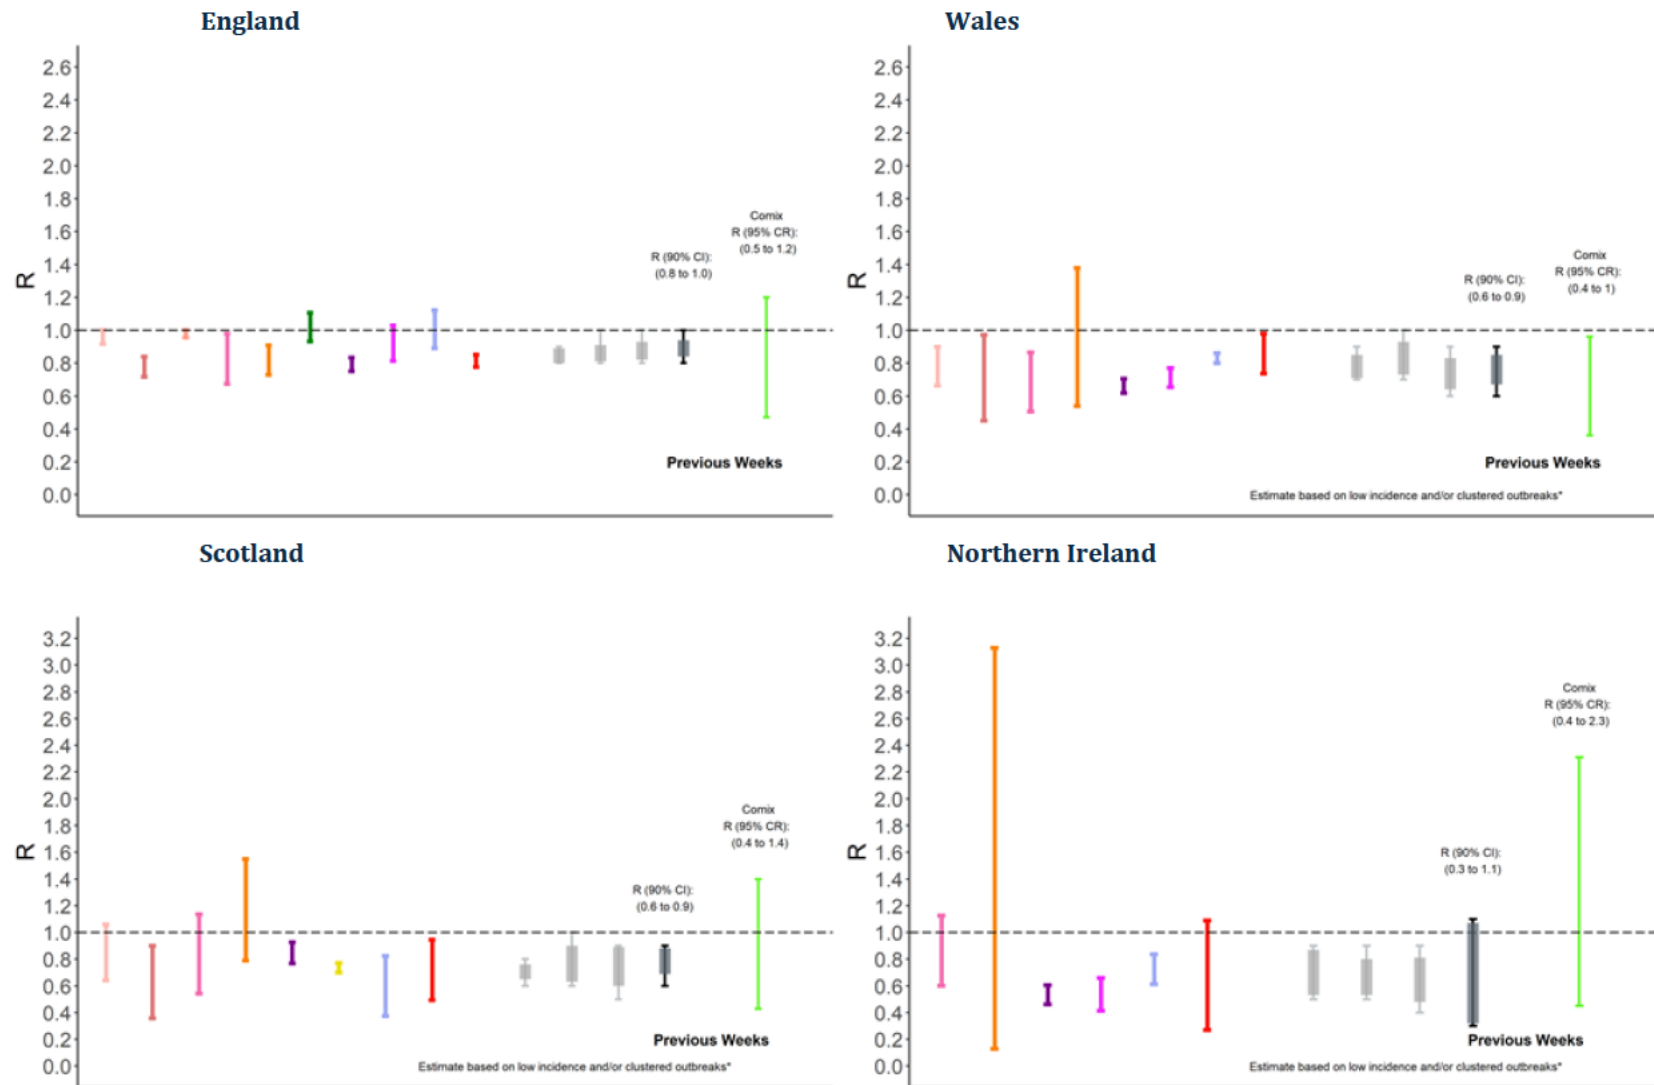 England
2.6
2.4
2.2
2.0
1.8
1.6
1.4
1.2
1.0
0.8
0.6
0.4
0.2
0.0
R
R (90% CI):
(0.8 to 1.0)
Comix
R (95% CR):
(0.5 to 1.2)
Previous Weeks
Wales
2.6
2.4
2.2
2.0
1.8
1.6
1.4
1.2
1.0
0.8
0.6
0.4
0.2
0.0
R
R (90% CI):
(0.6 to 0.9)
Comix
R (95% CR):
(0.4 to 1)
Previous Weeks
Estimate based on low incidence and/or clustered outbreaks*
Scotland
3.2
3.0
2.8
2.6
2.4
2.2
2.0
1.8
1.6
1.4
1.2
1.0
0.8
0.6
0.4
0.2
0.0
R
R (90% CI):
(0.6 to 0.9)
Comix
R (95% CR):
(0.4 to 1.4)
Previous Weeks
Estimate based on low incidence and/or clustered outbreaks*
Northern Ireland
3.2
3.0
2.8
2.6
2.4
2.2
2.0
1.8
1.6
1.4
1.2
1.0
0.8
0.6
0.4
0.2
0.0
R
R (90% CI):
(0.3 to 1.1)
Comix
R (95% CR):
(0.4 to 2.3)
Previous Weeks
Estimate based on low incidence and/or clustered outbreaks*